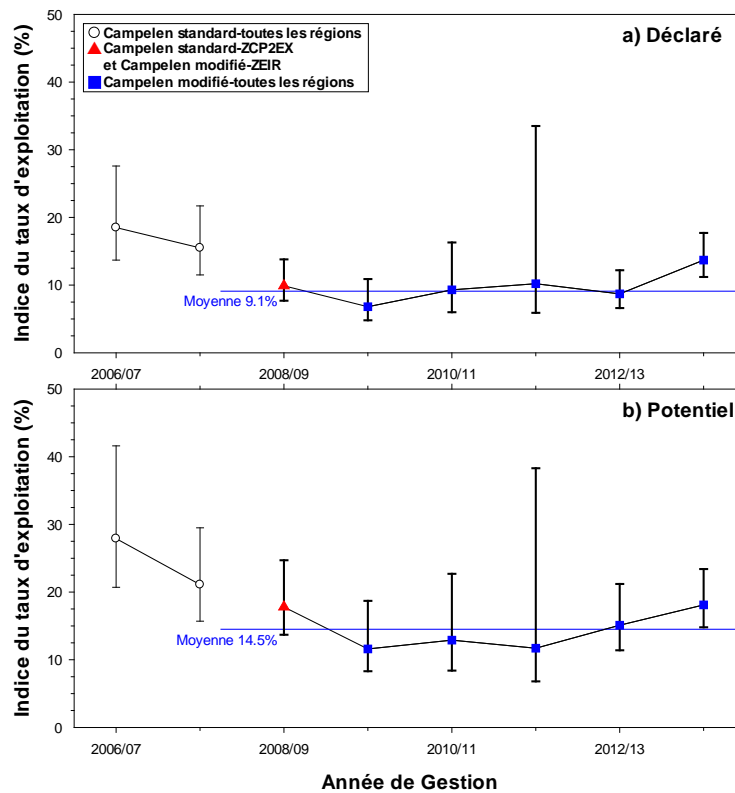 50
40
30
20
10
0
Indice du taux d'exploitation (%)
Campelen standard-toutes les régions
Campelen standard-ZCP2EX
et Campelen modifié-ZEIR
Campelen modifié-toutes les régions
a) Déclaré
Moyenne 9.1%
2006/07
2008/09
2010/11
2012/13
50
40
30
20
10
0
Indice du taux d'exploitation (%)
b) Potentiel
Moyenne 14.5%
2006/07
2008/09
2010/11
2012/13
Année de Gestion